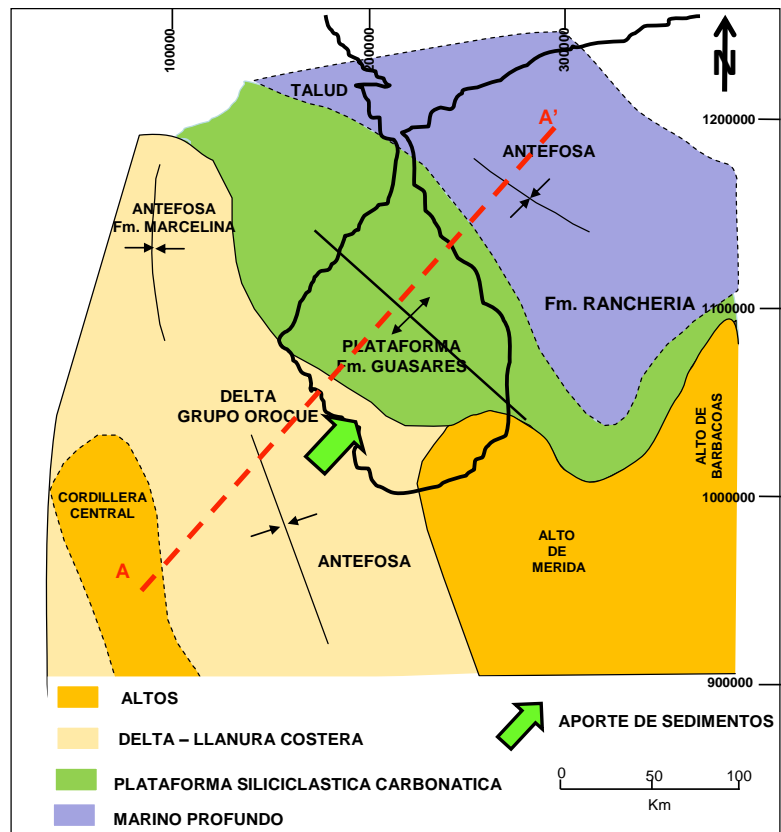 100000
200000
300000
N
TALUD
A'
1200000
ANTEFOSA
ANTEFOSA
Fm. MARCELINA
Fm. RANCHERIA
1100000
PLATAFORMA
Fm. GUASARES
DELTA
GRUPO OROCUE
ALTO DE
BARBACOAS
CORDILLERA
CENTRAL
1000000
ALTO
DE
MERIDA
ANTEFOSA
A
900000
ALTOS
DELTA – LLANURA COSTERA
PLATAFORMA SILICICLASTICA CARBONATICA
MARINO PROFUNDO
APORTE DE SEDIMENTOS
0 50 100
Km